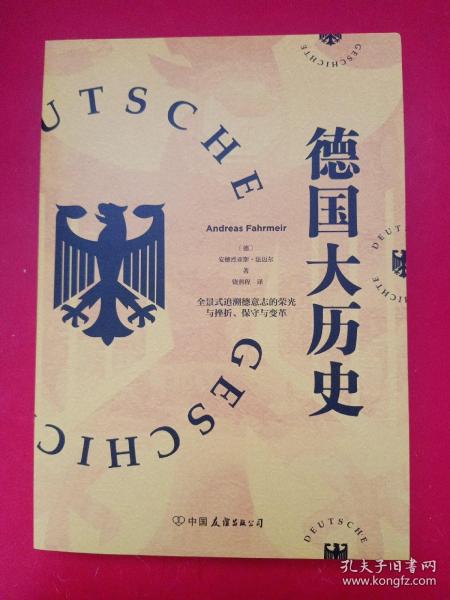 DEUTSCHE
GESCHICHTE
UTSCHE
GESCHIC
德国大历史
Andreas Fahrmeir
[德]
安德烈亚斯·法迈尔
著
译
全景式追溯德意志的荣光
与挫折、保守与变革
DEUTSCHE
GESCHICHTE
中国友谊出版公司
DEUTSCHE
孔夫子旧书网
www.kongfz.com